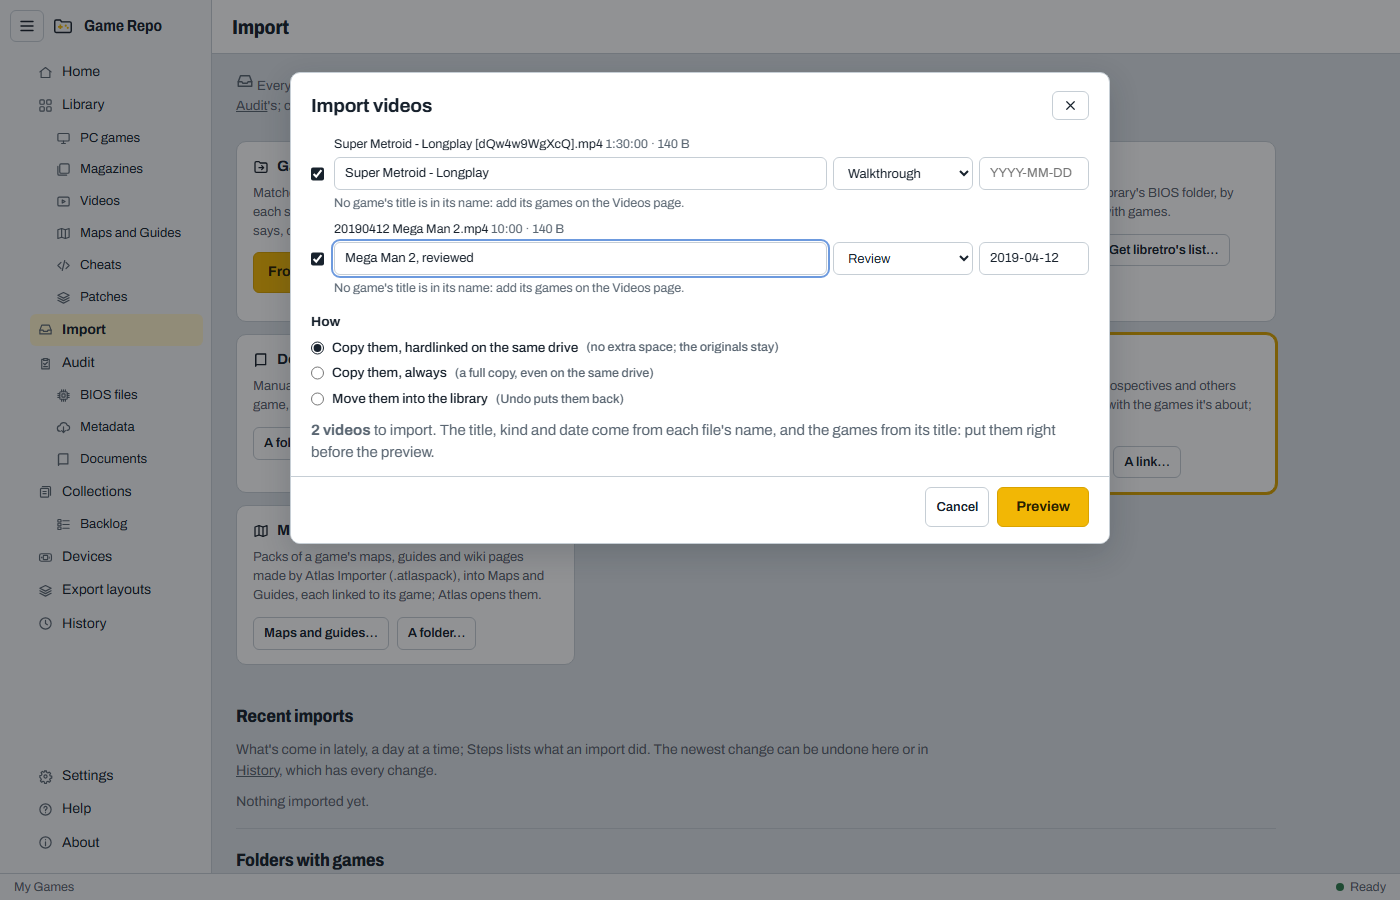 Game Repo
Import
Home
Library
PC games
Magazines
Videos
Maps and Guides
Cheats
Patches
Import
Audit
BIOS files
Metadata
Documents
Collections
Backlog
Devices
Export layouts
History
Settings
Help
About
Every
Audit's;
Import videos
Super Metroid - Longplay [dQw4w9WgXcQ].mp4 1:30:00 · 140 B
Super Metroid - Longplay
Walkthrough
YYYY-MM-DD
No game's title is in its name: add its games on the Videos page.
20190412 Mega Man 2.mp4 10:00 · 140 B
Mega Man 2, reviewed
Review
2019-04-12
No game's title is in its name: add its games on the Videos page.
How
Copy them, hardlinked on the same drive (no extra space; the originals stay)
Copy them, always (a full copy, even on the same drive)
Move them into the library (Undo puts them back)
2 videos to import. The title, kind and date come from each file's name, and the games from its title: put them right
before the preview.
Cancel
Preview
each
says,
BIOS folder, by
with games.
Get libretro's list...
game,
and others
with the games it's about;
A link...
Packs of a game's maps, guides and wiki pages
made by Atlas Importer (.atlaspack), into Maps and
Guides, each linked to its game; Atlas opens them.
Maps and guides...
A folder...
Recent imports
What's come in lately, a day at a time; Steps lists what an import did. The newest change can be undone here or in
History, which has every change.
Nothing imported yet.
Folders with games
My Games
Ready